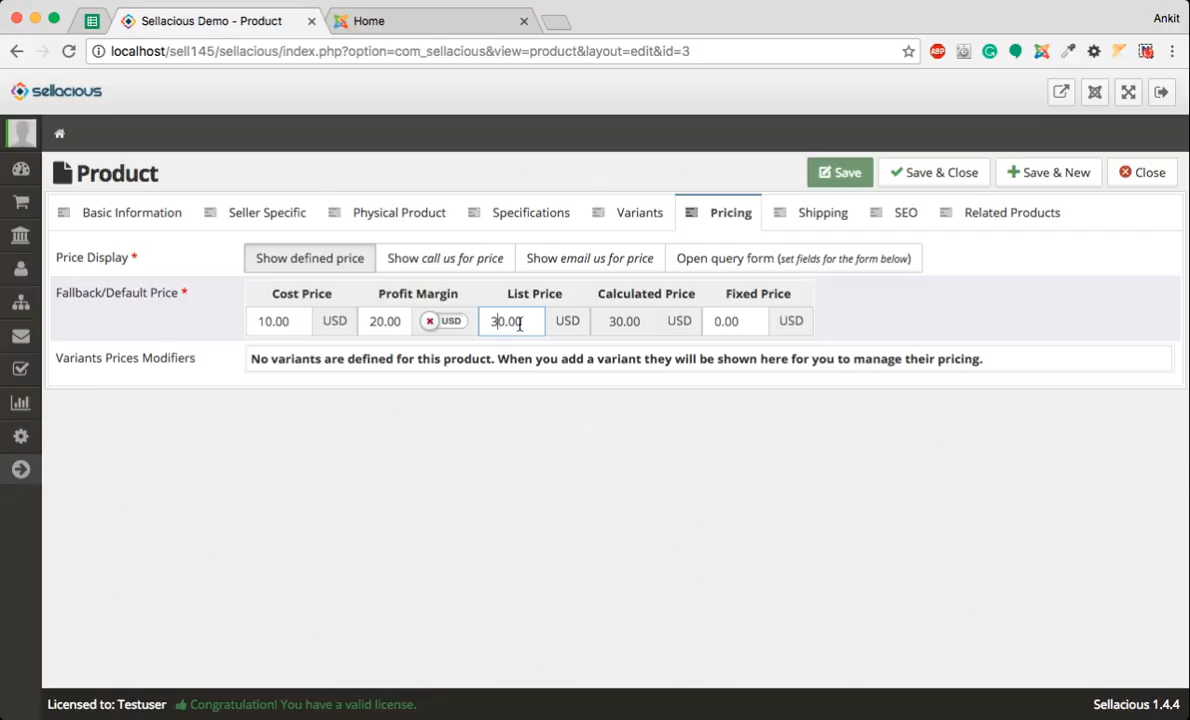 Sellacious Demo - Product
Home
Ankit
localhost/sell145/sellacious/index.php?option=com_sellacious&view=product&layout=edit&id=3
sellacious
Product
Save
Save & Close
Save & New
Close
Basic Information
Seller Specific
Physical Product
Specifications
Variants
Pricing
Shipping
SEO
Related Products
Price Display *
Show defined price
Show call us for price
Show email us for price
Open query form (set fields for the form below)
Fallback/Default Price *
Cost Price
Profit Margin
List Price
Calculated Price
Fixed Price
10.00 USD
20.00 USD
30.00 USD
30.00 USD
0.00 USD
Variants Prices Modifiers
No variants are defined for this product. When you add a variant they will be shown here for you to manage their pricing.
Licensed to: Testuser
Congratulation! You have a valid license.
Sellacious 1.4.4